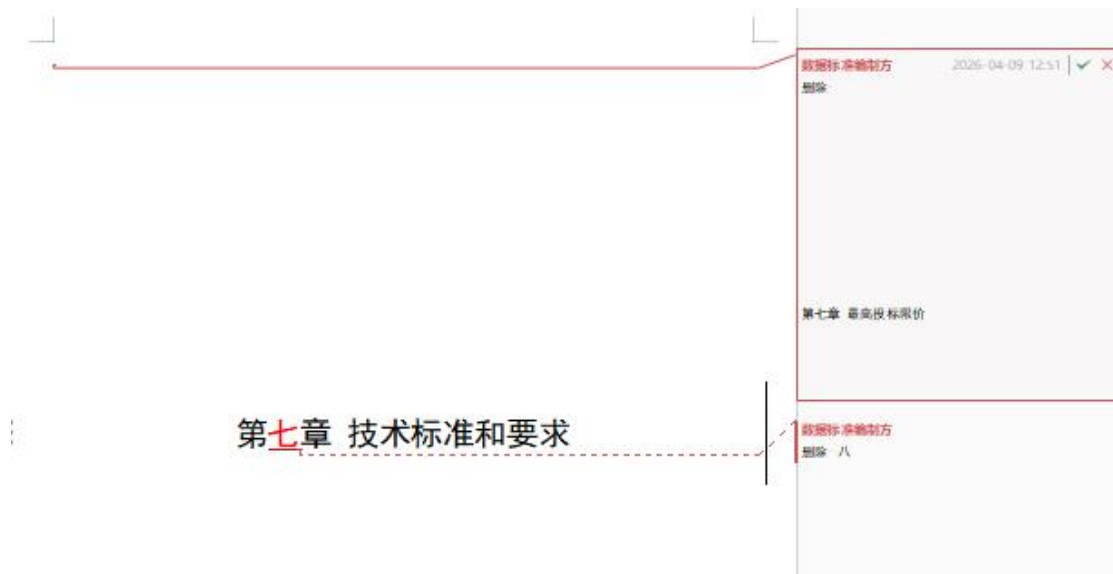 数据标准编制方 2026-04-09 12:51
删除
第七章 最高投标限价
第七章 技术标准和要求
数据标准编制方
删除 八